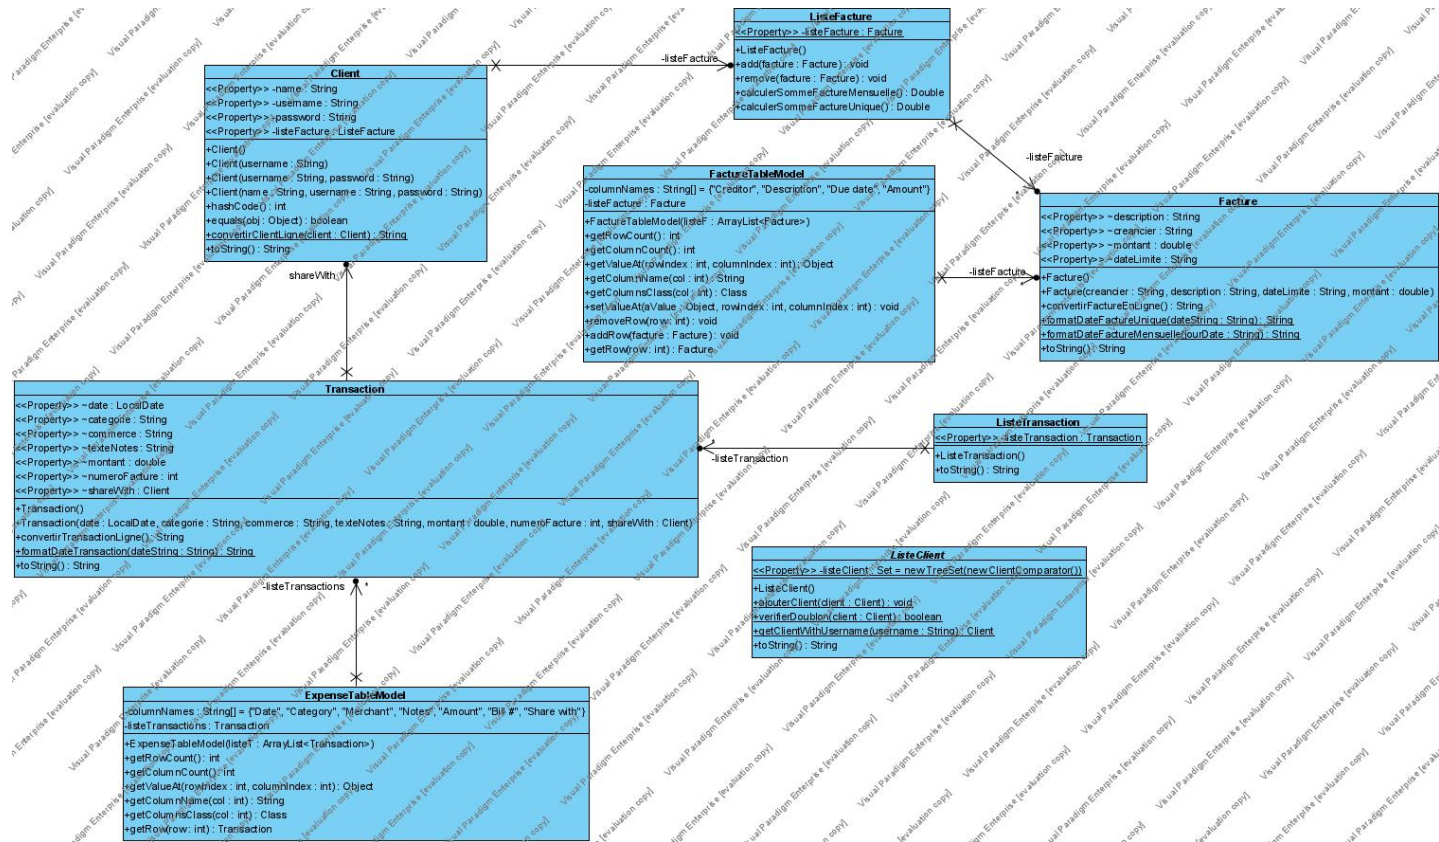 ListeFacture
<<Property>> -listeFacture : Facture
+ListeFacture()
+add(facture : Facture) : void
+remove(facture : Facture) : void
+calculerSommeFactureMensuelle() : Double
+calculerSommeFactureUnique() : Double
-listeFacture
Client
<<Property>> -name : String
<<Property>> -username : String
<<Property>> -password : String
<<Property>> -listeFacture : ListeFacture
+Client()
+Client(username : String)
+Client(username : String, password : String)
+Client(name : String, username : String, password : String)
+hashCode() : int
+equals(obj : Object) : boolean
+convertirClientLigne(client : Client) : String
+toString() : String
-listeFacture
*
FactureTableModel
-columnNames : String[] = {"Creditor", "Description", "Due date", "Amount"}
-listeFacture : Facture
+FactureTableModel(listeF : ArrayList<Facture>)
+getRowCount() : int
+getColumnCount() : int
+getValueAt(rowIndex : int, columnIndex : int) : Object
+getColumnName(col : int) : String
+getColumnsClass(col : int) : Class
+setValueAt(aValue : Object, rowIndex : int, columnIndex : int) : void
+removeRow(row : int) : void
+addRow(facture : Facture) : void
+getRow(row : int) : Facture
-listeFacture
Facture
<<Property>> ~description : String
<<Property>> ~creancier : String
<<Property>> ~montant : double
<<Property>> ~dateLimite : String
+Facture()
+Facture(creancier : String, description : String, dateLimite : String, montant : double)
+convertirFactureEnLigne() : String
+formatDateFactureUnique(dateString : String) : String
+formatDateFactureMensuelle(jourDate : String) : String
+toString() : String
shareWith
Transaction
<<Property>> ~date : LocalDate
<<Property>> ~categorie : String
<<Property>> ~commerce : String
<<Property>> ~texteNotes : String
<<Property>> ~montant : double
<<Property>> ~numeroFacture : int
<<Property>> ~shareWith : Client
+Transaction()
+Transaction(date : LocalDate, categorie : String, commerce : String, texteNotes : String, montant : double, numeroFacture : int, shareWith : Client)
+convertirTransactionLigne() : String
+formatDateTransaction(dateString : String) : String
+toString() : String
*
-listeTransaction
ListeTransaction
<<Property>> -listeTransaction : Transaction
+ListeTransaction()
+toString() : String
ListeClient
<<Property>> -listeClient : Set = new TreeSet(new ClientComparator())
+ListeClient()
+ajouterClient(client : Client) : void
+verifierDoublon(client : Client) : boolean
+getClientWithUsername(username : String) : Client
+toString() : String
-listeTransactions
*
ExpenseTableModel
-columnNames : String[] = {"Date", "Category", "Merchant", "Notes", "Amount", "Bill #", "Share with"}
-listeTransactions : Transaction
+ExpenseTableModel(listeT : ArrayList<Transaction>)
+getRowCount() : int
+getColumnCount() : int
+getValueAt(rowIndex : int, columnIndex : int) : Object
+getColumnName(col : int) : String
+getColumnsClass(col : int) : Class
+getRow(row : int) : Transaction
Visual Paradigm Enterprise [evaluation copy]